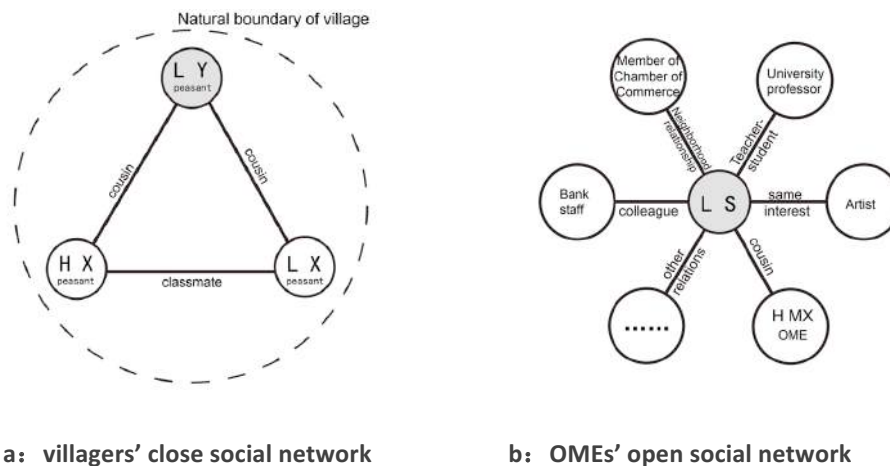 Natural boundary of village
L Y
peasant
cousin
cousin
H X
peasant
classmate
L X
peasant
Member of
Chamber of
Commerce
University
professor
Neighborhood
relationship
Teacher-
student
Bank
staff
colleague
L S
same
interest
Artist
other
relations
cousin
......
H MX
OME
a： villagers’ close social network
b： OMEs’ open social network